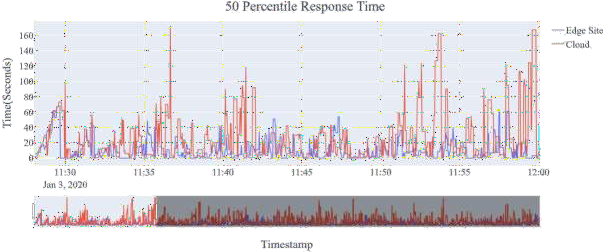 50 Percentile Response Time
Edge Site
Cloud
Time(Seconds)
160
140
120
100
80
60
40
20
0
11:30 11:35 11:40 11:45 11:50 11:55 12:00
Jan 3, 2020
Timestamp